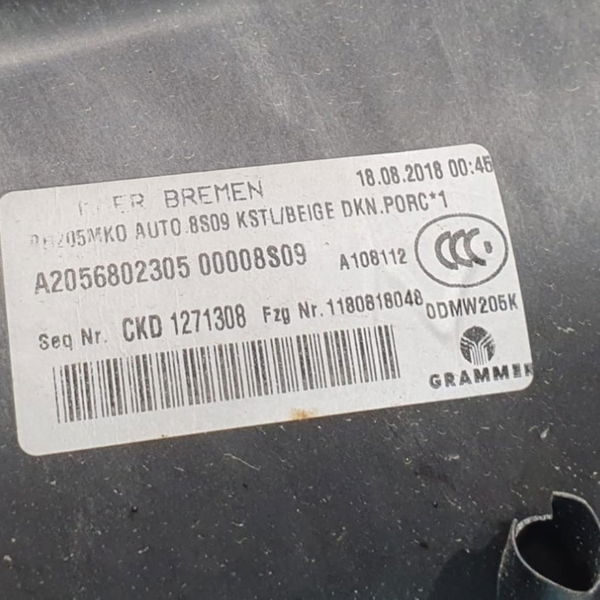 BREMEN 18.08.2018 00:45
AUTO 8S09 KSTL/BEIGE DKN.PORC*1
A2056802305 00008S09 A108112
CCC
Seq Nr. CKD 1271308 Fzg Nr. 1180818048 0DMW205K
GRAMMER